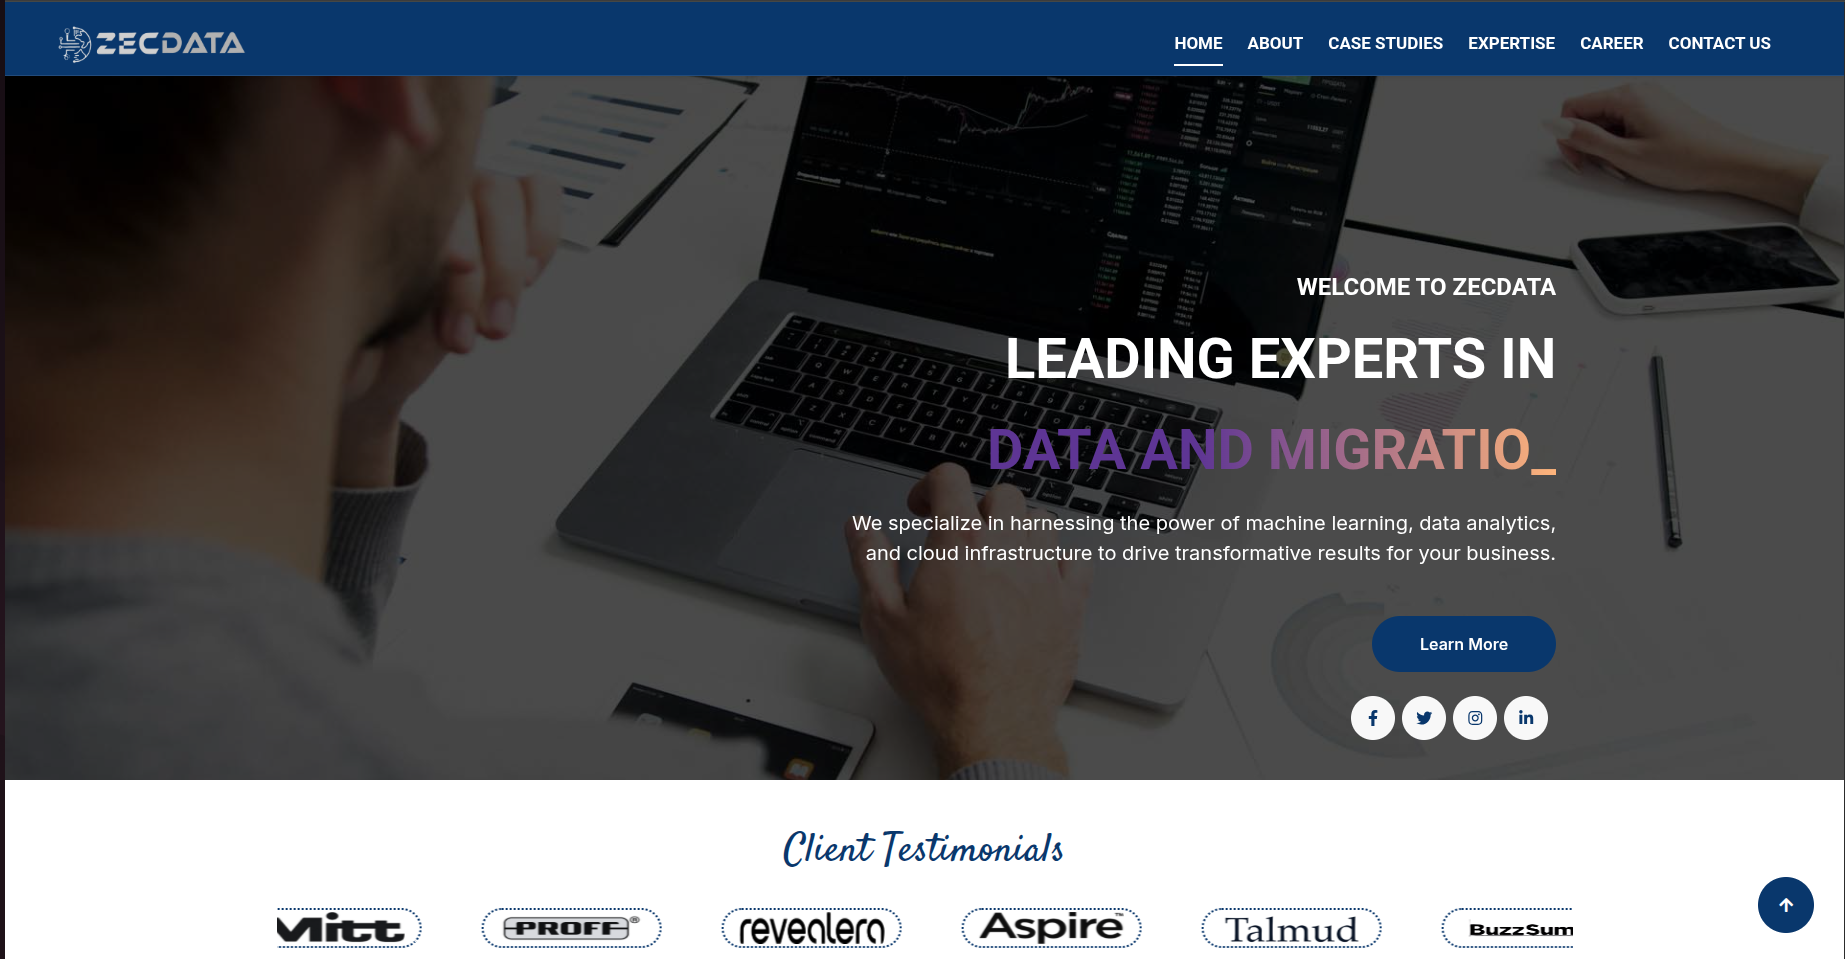 ZECDATA
HOME ABOUT CASE STUDIES EXPERTISE CAREER CONTACT US
WELCOME TO ZECDATA
LEADING EXPERTS IN
DATA AND MIGRATIO_
We specialize in harnessing the power of machine learning, data analytics,
and cloud infrastructure to drive transformative results for your business.
Learn More
Client Testimonials
Mitt PROFF® revealera Aspire™ Talmud BuzzSum